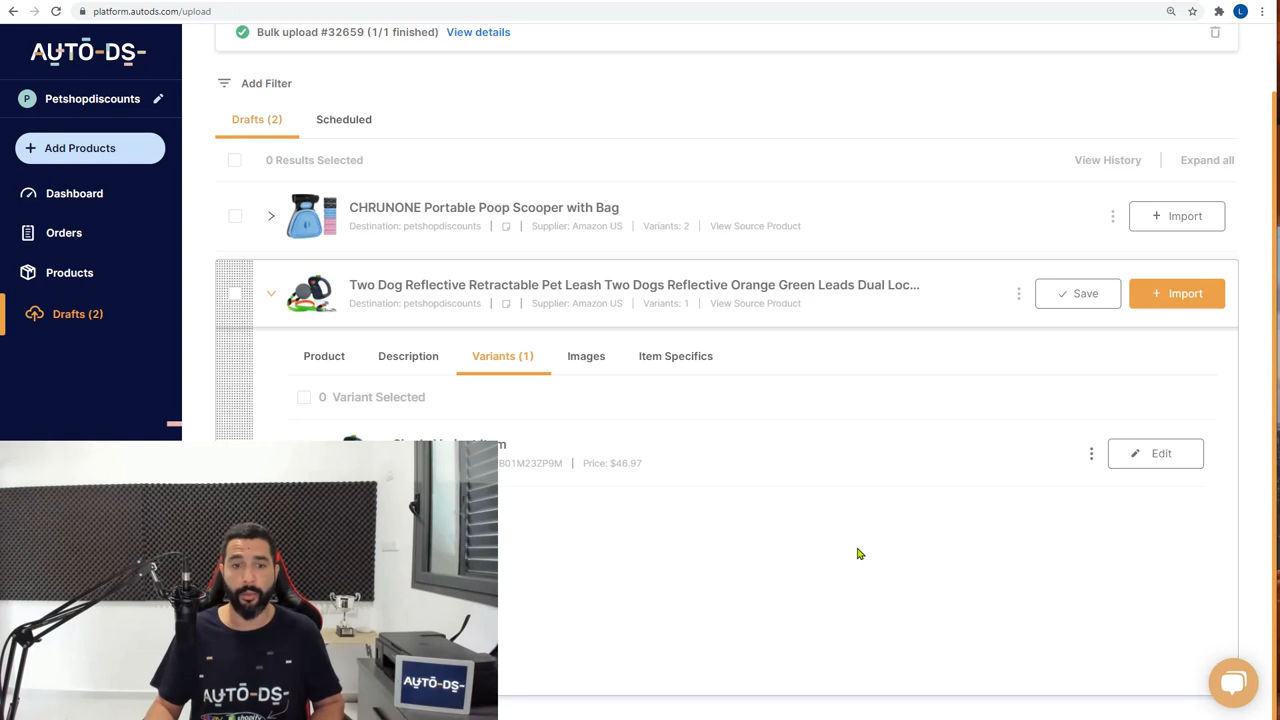 platform.autods.com/upload
L
AUTO-DS-
Bulk upload #32659 (1/1 finished) View details
Add Filter
P Petshopdiscounts
Drafts (2) Scheduled
+ Add Products
0 Results Selected View History Expand all
Dashboard
CHRUNONE Portable Poop Scooper with Bag
Destination: petshopdiscounts | Supplier: Amazon US | Variants: 2 | View Source Product
+ Import
Orders
Products
Two Dog Reflective Retractable Pet Leash Two Dogs Reflective Orange Green Leads Dual Loc...
Destination: petshopdiscounts | Supplier: Amazon US | Variants: 1 | View Source Product
Save + Import
Drafts (2)
Product Description Variants (1) Images Item Specifics
0 Variant Selected
B01M23ZP9M | Price: $46.97
Edit
AUTO-DS-
shopify
AUTO-DS-